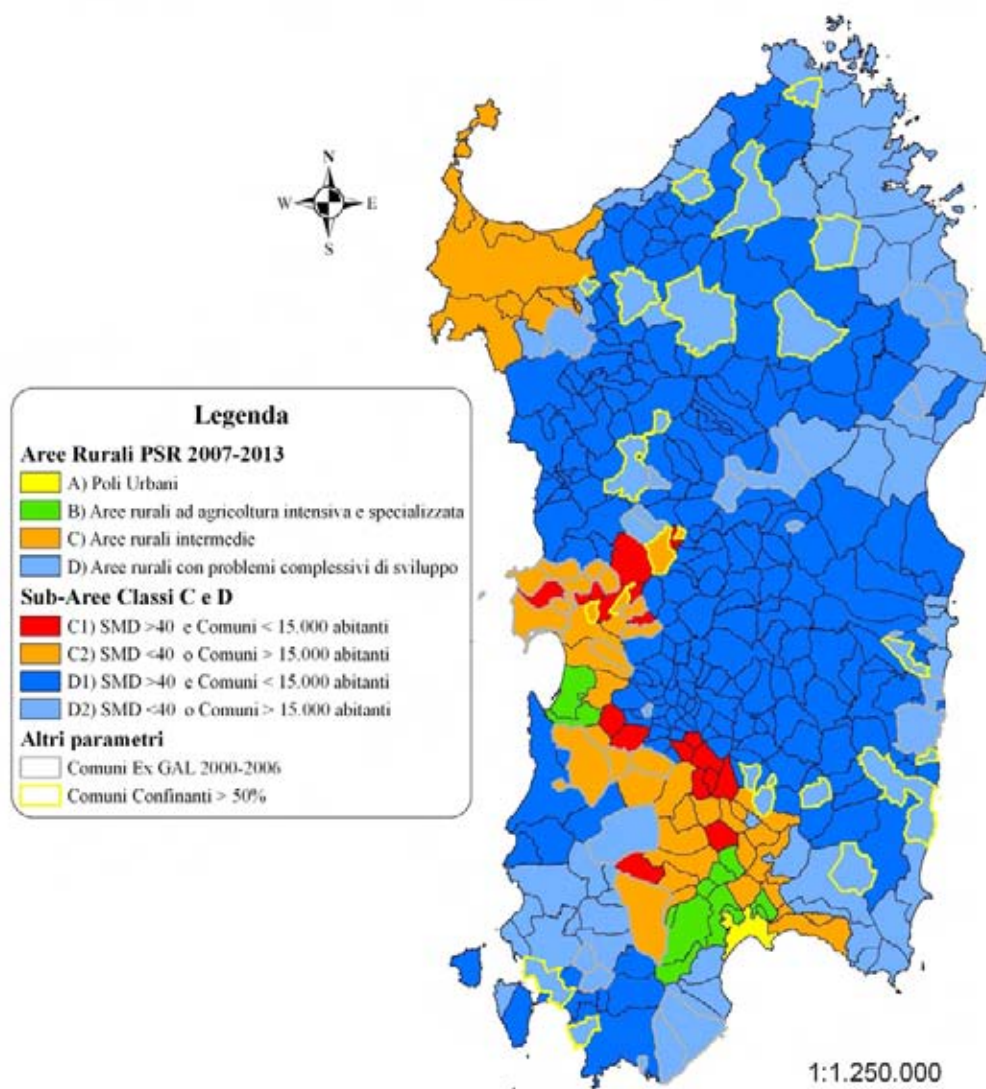 N
W E
S
Legenda
Aree Rurali PSR 2007-2013
A) Poli Urbani
B) Aree rurali ad agricoltura intensiva e specializzata
C) Aree rurali intermedie
D) Aree rurali con problemi complessivi di sviluppo
Sub-Aree Classi C e D
C1) SMD >40 e Comuni < 15.000 abitanti
C2) SMD <40 o Comuni > 15.000 abitanti
D1) SMD >40 e Comuni < 15.000 abitanti
D2) SMD <40 o Comuni > 15.000 abitanti
Altri parametri
Comuni Ex GAL 2000-2006
Comuni Confinanti > 50%
1:1.250.000